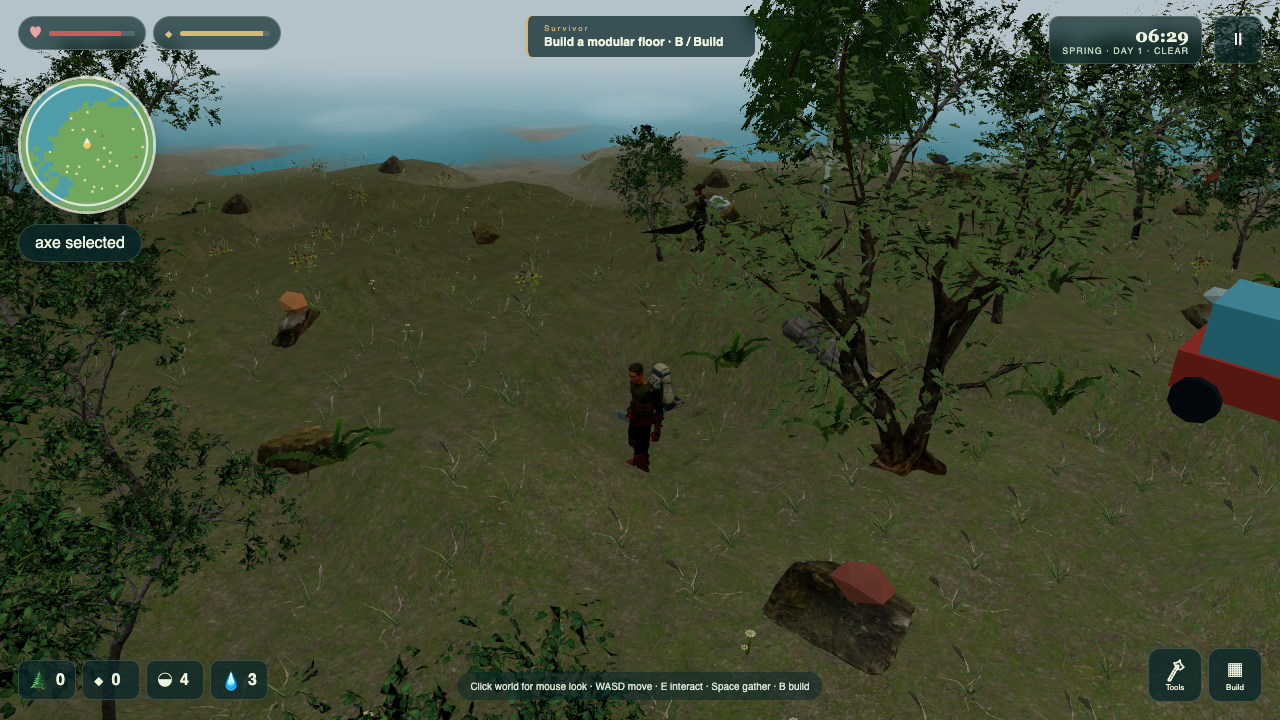 Survivor
Build a modular floor · B / Build
06:29
SPRING · DAY 1 · CLEAR
axe selected
0
0
4
3
Click world for mouse look · WASD move · E interact · Space gather · B build
Tools
Build